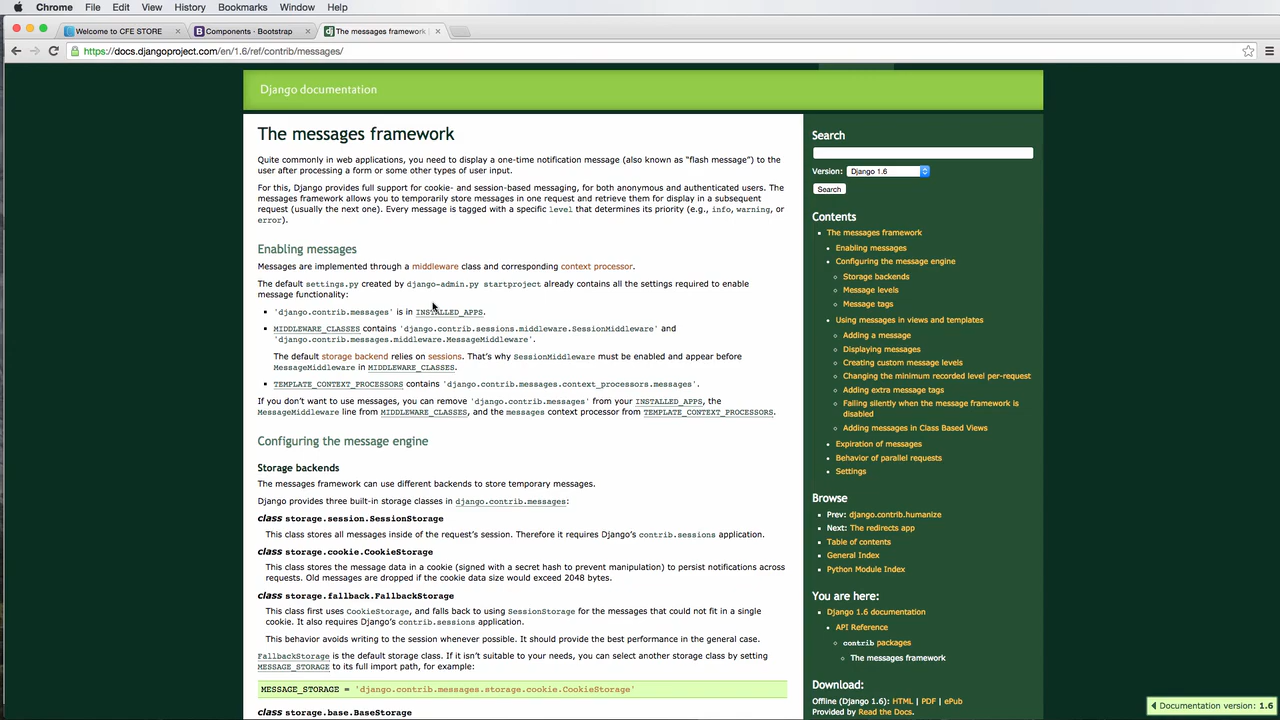 Chrome File Edit View History Bookmarks Window Help
Welcome to CFE STORE
Components · Bootstrap
The messages framework
https://docs.djangoproject.com/en/1.6/ref/contrib/messages/
Django documentation
The messages framework
Quite commonly in web applications, you need to display a one-time notification message (also known as “flash message”) to the
user after processing a form or some other types of user input.
For this, Django provides full support for cookie- and session-based messaging, for both anonymous and authenticated users. The
messages framework allows you to temporarily store messages in one request and retrieve them for display in a subsequent
request (usually the next one). Every message is tagged with a specific level that determines its priority (e.g., info, warning, or
error).
Enabling messages
Messages are implemented through a middleware class and corresponding context processor.
The default settings.py created by django-admin.py startproject already contains all the settings required to enable
message functionality:
'django.contrib.messages' is in INSTALLED_APPS.
MIDDLEWARE_CLASSES contains 'django.contrib.sessions.middleware.SessionMiddleware' and
'django.contrib.messages.middleware.MessageMiddleware'.
The default storage backend relies on sessions. That’s why SessionMiddleware must be enabled and appear before
MessageMiddleware in MIDDLEWARE_CLASSES.
TEMPLATE_CONTEXT_PROCESSORS contains 'django.contrib.messages.context_processors.messages'.
If you don’t want to use messages, you can remove 'django.contrib.messages' from your INSTALLED_APPS, the
MessageMiddleware line from MIDDLEWARE_CLASSES, and the messages context processor from TEMPLATE_CONTEXT_PROCESSORS.
Configuring the message engine
Storage backends
The messages framework can use different backends to store temporary messages.
Django provides three built-in storage classes in django.contrib.messages:
class storage.session.SessionStorage
This class stores all messages inside of the request’s session. Therefore it requires Django’s contrib.sessions application.
class storage.cookie.CookieStorage
This class stores the message data in a cookie (signed with a secret hash to prevent manipulation) to persist notifications across
requests. Old messages are dropped if the cookie data size would exceed 2048 bytes.
class storage.fallback.FallbackStorage
This class first uses CookieStorage, and falls back to using SessionStorage for the messages that could not fit in a single
cookie. It also requires Django’s contrib.sessions application.
This behavior avoids writing to the session whenever possible. It should provide the best performance in the general case.
FallbackStorage is the default storage class. If it isn’t suitable to your needs, you can select another storage class by setting
MESSAGE_STORAGE to its full import path, for example:
MESSAGE_STORAGE = 'django.contrib.messages.storage.cookie.CookieStorage'
class storage.base.BaseStorage
Search
Version: Django 1.6
Search
Contents
The messages framework
Enabling messages
Configuring the message engine
Storage backends
Message levels
Message tags
Using messages in views and templates
Adding a message
Displaying messages
Creating custom message levels
Changing the minimum recorded level per-request
Adding extra message tags
Failing silently when the message framework is
disabled
Adding messages in Class Based Views
Expiration of messages
Behavior of parallel requests
Settings
Browse
Prev: django.contrib.humanize
Next: The redirects app
Table of contents
General Index
Python Module Index
You are here:
Django 1.6 documentation
API Reference
contrib packages
The messages framework
Download:
Offline (Django 1.6): HTML | PDF | ePub
Provided by Read the Docs.
Documentation version: 1.6